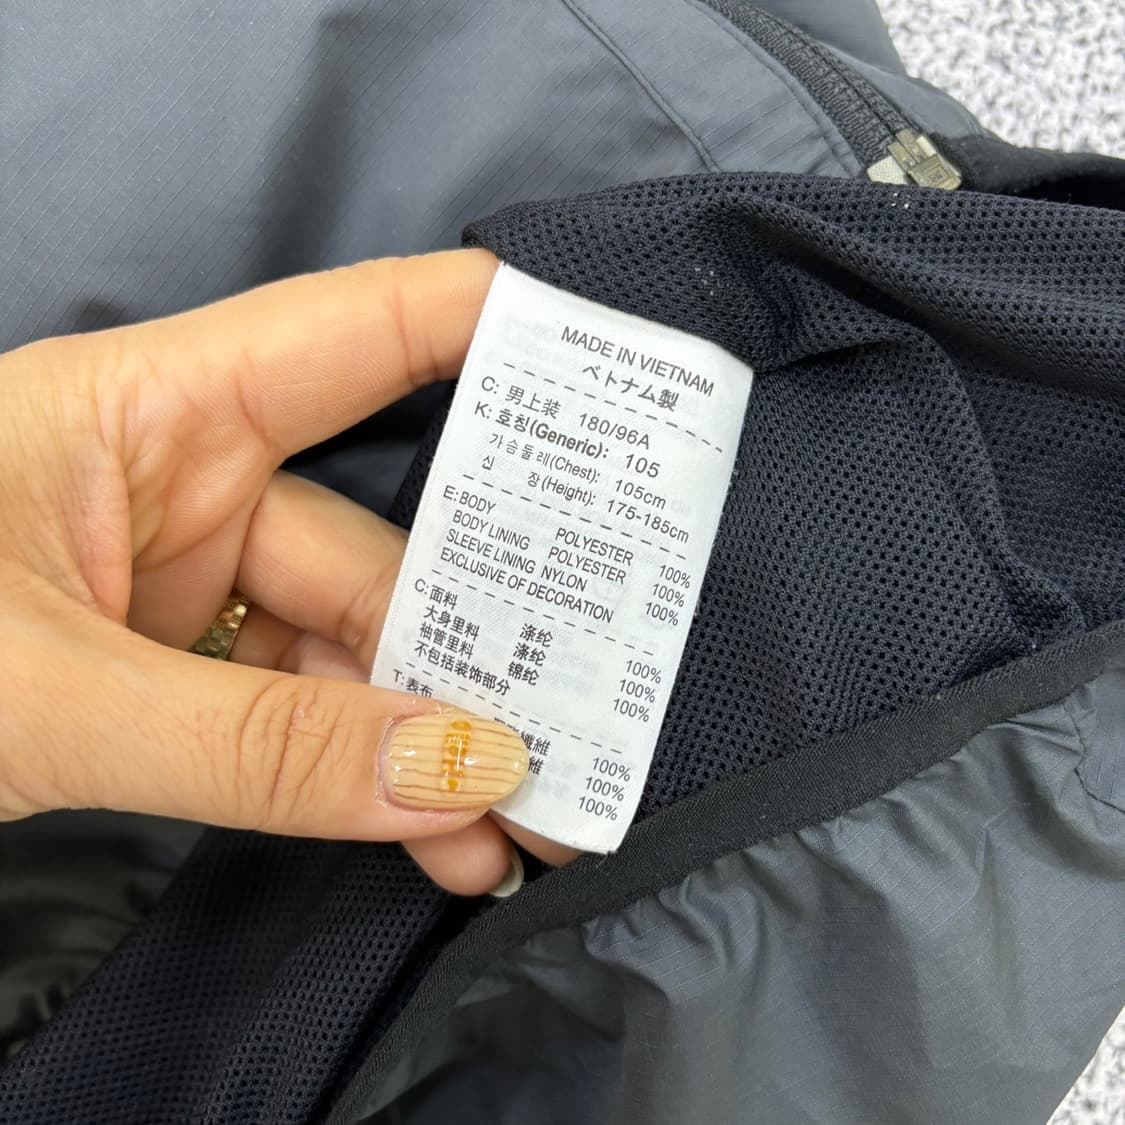 MADE IN VIETNAM
ベトナム製
C: 男上装 180/96A
K: 호칭(Generic): 105
가슴둘레(Chest): 105cm
신 장(Height): 175-185cm
E: BODY POLYESTER 100%
BODY LINING POLYESTER 100%
SLEEVE LINING NYLON 100%
EXCLUSIVE OF DECORATION
C: 面料 涤纶 100%
大身里料 涤纶 100%
袖管里料 锦纶 100%
不包括装饰部分
T: 表布 纖維 100%
維 100%
100%